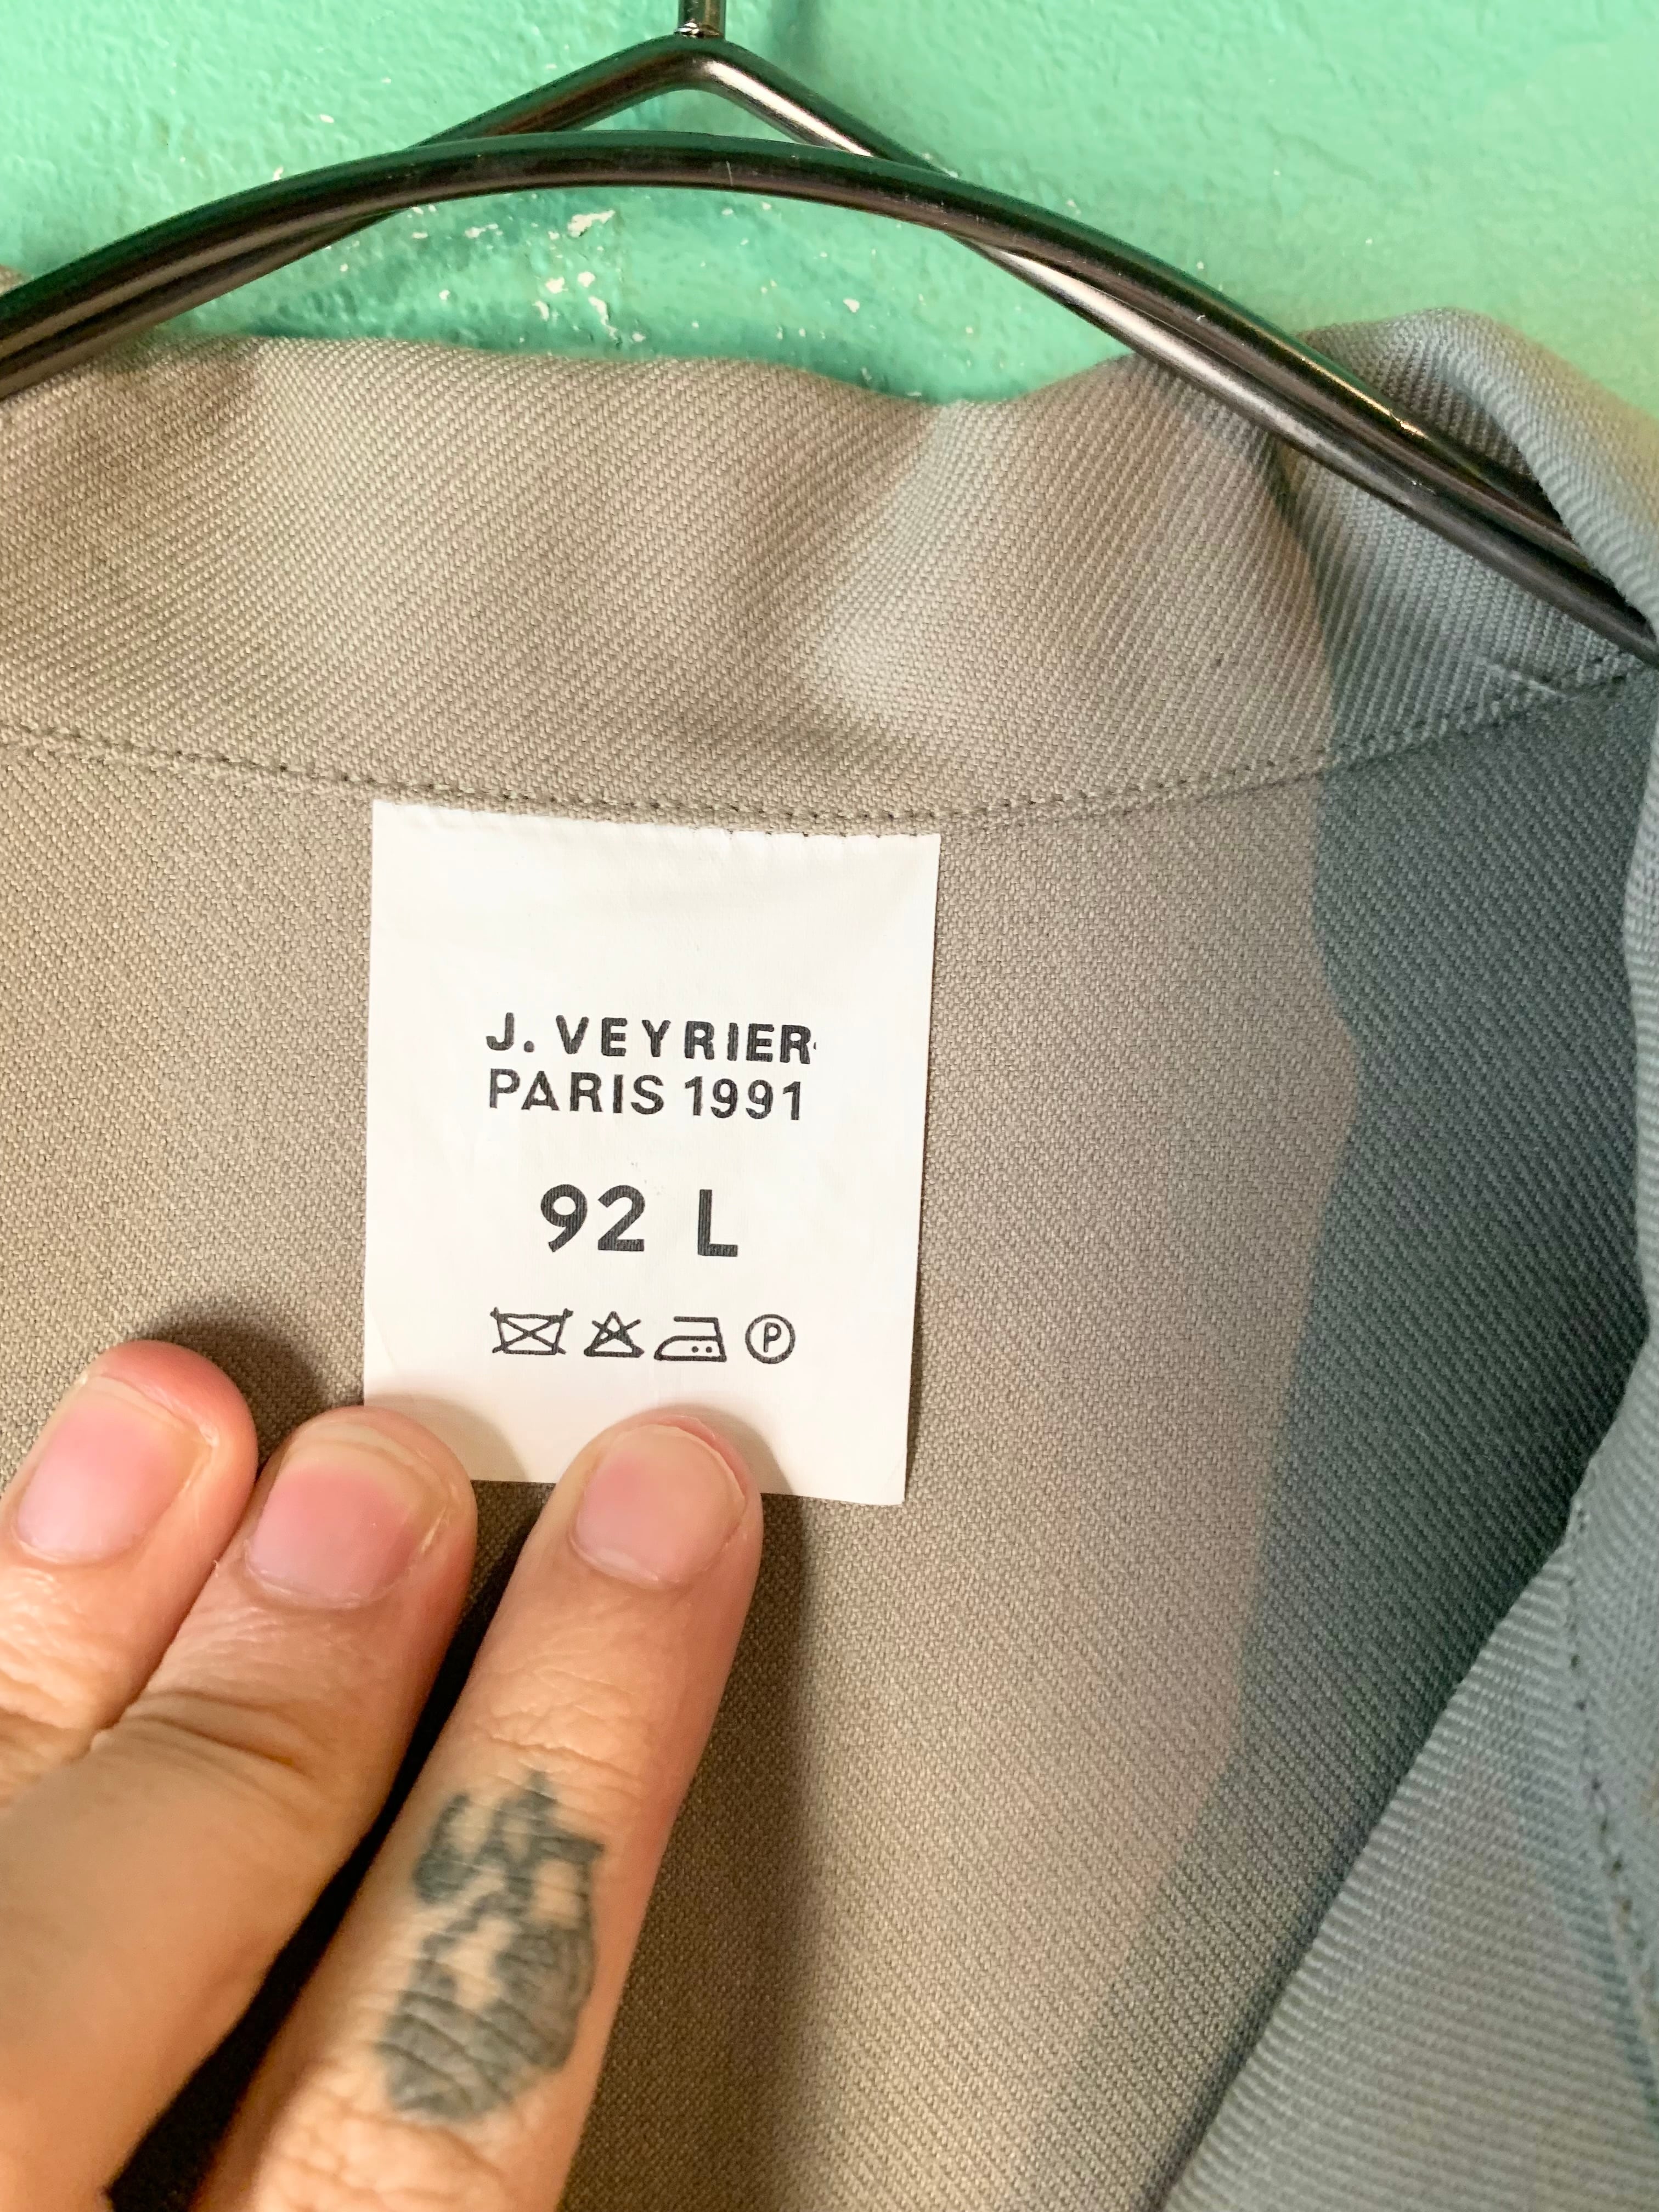 J. VEYRIER
PARIS 1991
92 L
P